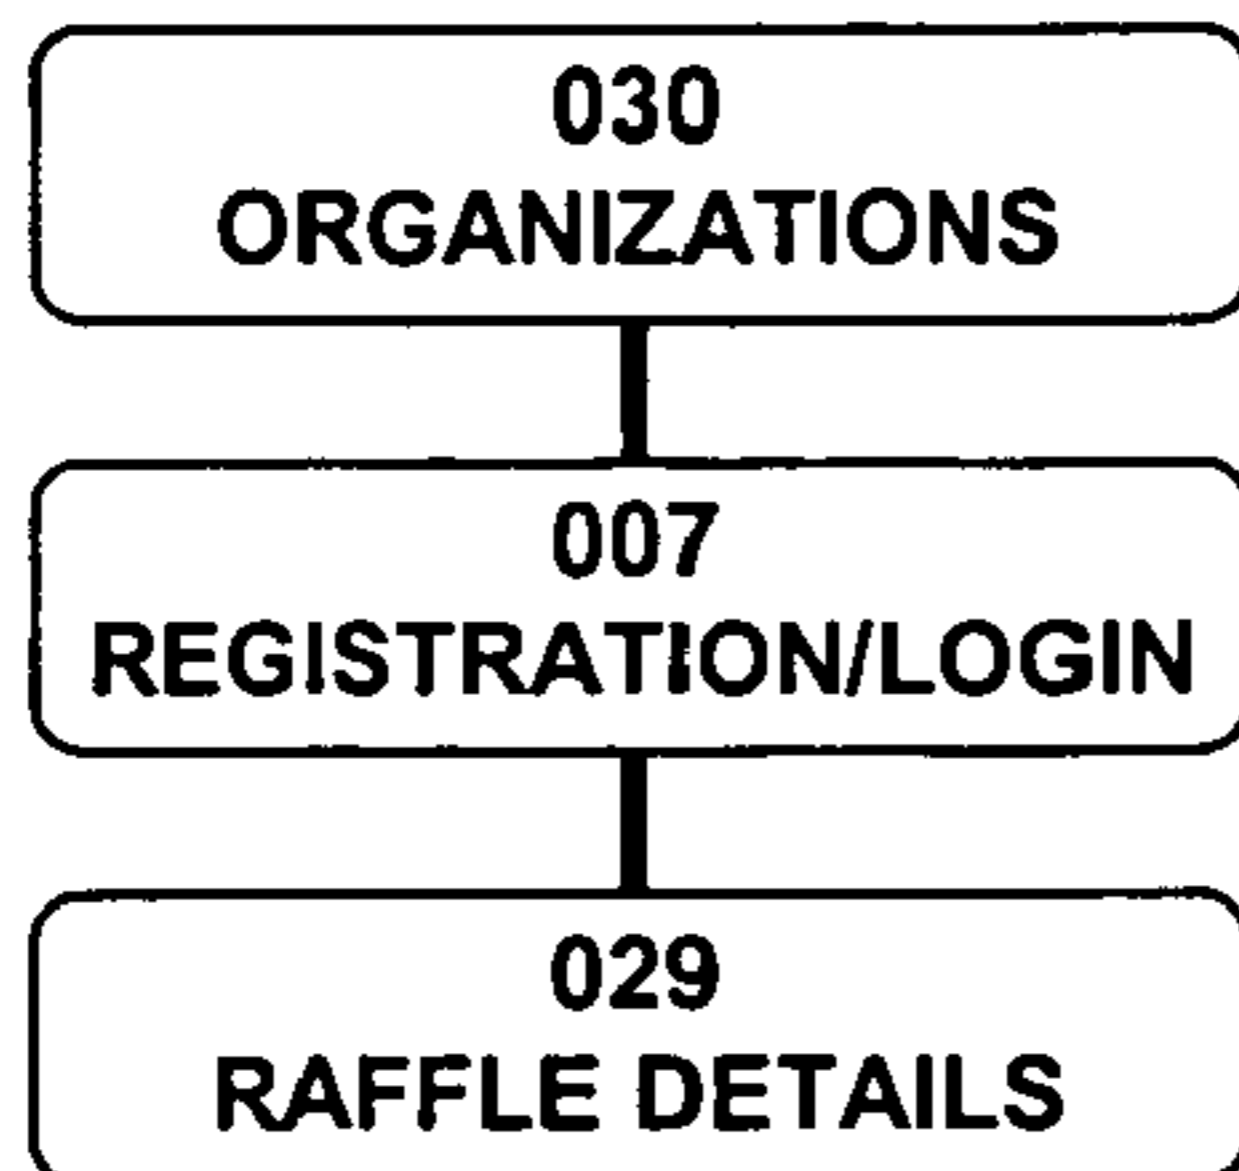 030
ORGANIZATIONS
007
REGISTRATION/LOGIN
029
RAFFLE DETAILS